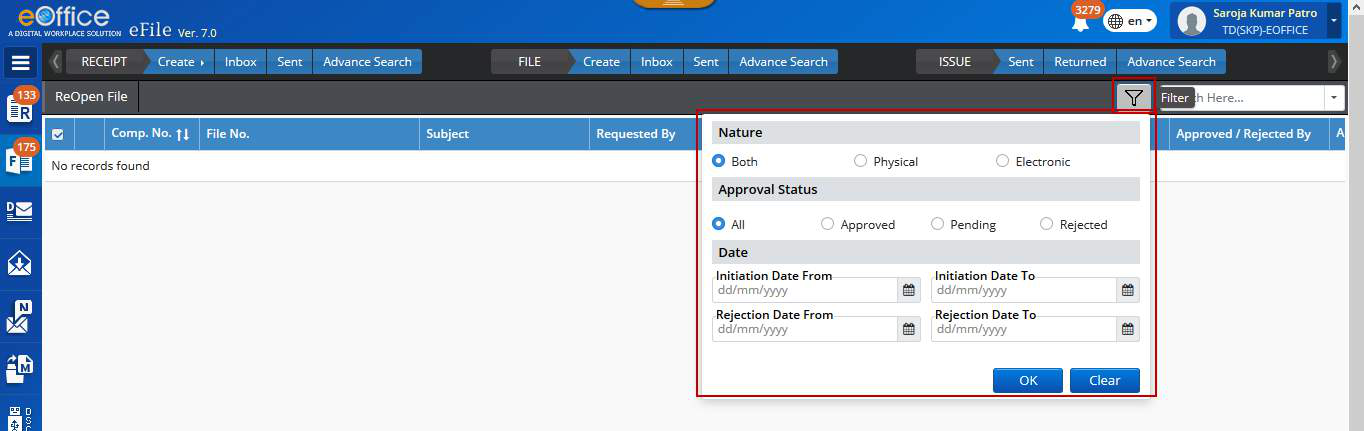 eOffice
A DIGITAL WORKPLACE SOLUTION
eFile Ver. 7.0
3279
en
Saroja Kumar Patro
TD(SKP)-EOFFICE
RECEIPT Create Inbox Sent Advance Search
FILE Create Inbox Sent Advance Search
ISSUE Sent Returned Advance Search
133
R
ReOpen File
Filter
h Here...
175
F
Comp. No. File No. Subject Requested By Approved / Rejected By A
No records found
Nature
Both Physical Electronic
Approval Status
All Approved Pending Rejected
Date
Initiation Date From Initiation Date To
dd/mm/yyyy dd/mm/yyyy
Rejection Date From Rejection Date To
dd/mm/yyyy dd/mm/yyyy
OK Clear
D
N
M
DSC